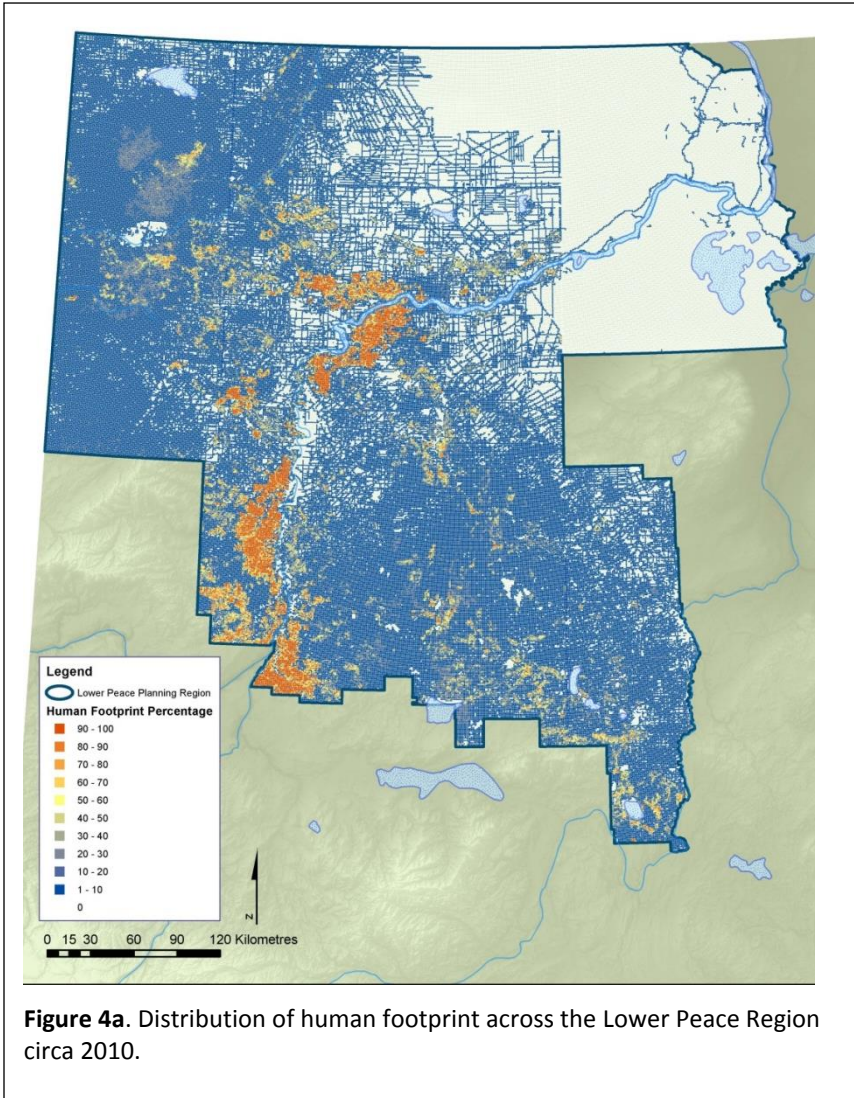 Legend
Lower Peace Planning Region
Human Footprint Percentage
90 - 100
80 - 90
70 - 80
60 - 70
50 - 60
40 - 50
30 - 40
20 - 30
10 - 20
1 - 10
0
N
0 15 30 60 90 120 Kilometres
Figure 4a. Distribution of human footprint across the Lower Peace Region
circa 2010.